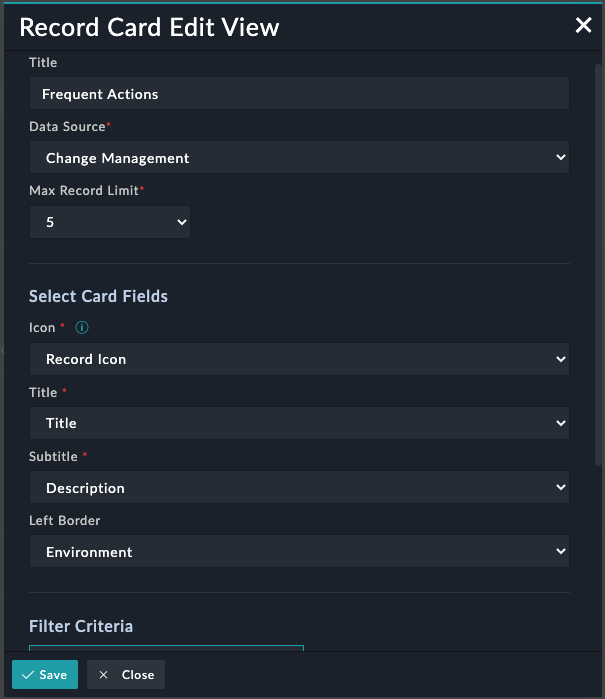 Record Card Edit View
Title
Frequent Actions
Data Source*
Change Management
Max Record Limit*
5
Select Card Fields
Icon *
Record Icon
Title *
Title
Subtitle *
Description
Left Border
Environment
Filter Criteria
Save
Close